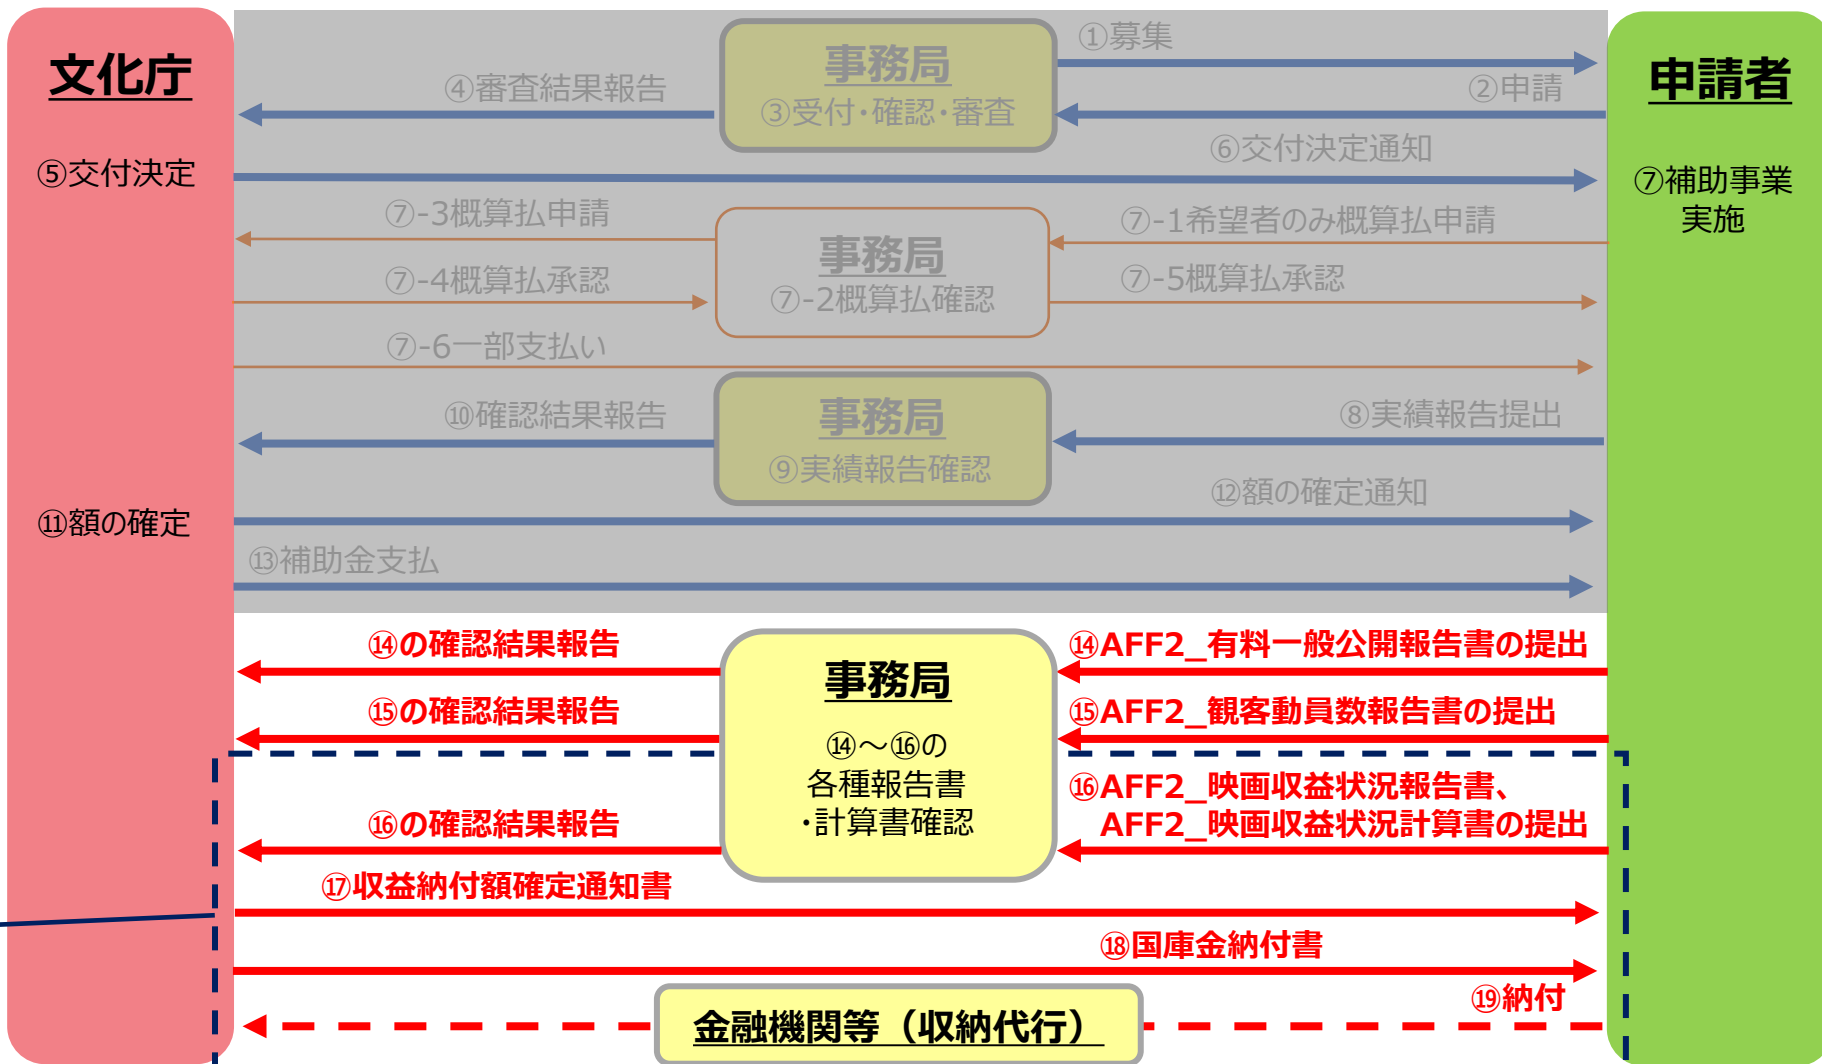 文化庁
申請者
事務局
③受付・確認・審査
①募集
②申請
④審査結果報告
⑤交付決定
⑥交付決定通知
⑦補助事業
実施
⑦-3概算払申請
⑦-1希望者のみ概算払申請
事務局
⑦-2概算払確認
⑦-4概算払承認
⑦-5概算払承認
⑦-6一部支払い
⑩確認結果報告
事務局
⑨実績報告確認
⑧実績報告提出
⑪額の確定
⑫額の確定通知
⑬補助金支払
⑭の確認結果報告
⑭AFF2_有料一般公開報告書の提出
事務局
⑭～⑯の
各種報告書
・計算書確認
⑮の確認結果報告
⑮AFF2_観客動員数報告書の提出
⑯の確認結果報告
⑯AFF2_映画収益状況報告書、
AFF2_映画収益状況計算書の提出
⑰収益納付額確定通知書
⑱国庫金納付書
⑲納付
金融機関等（収納代行）